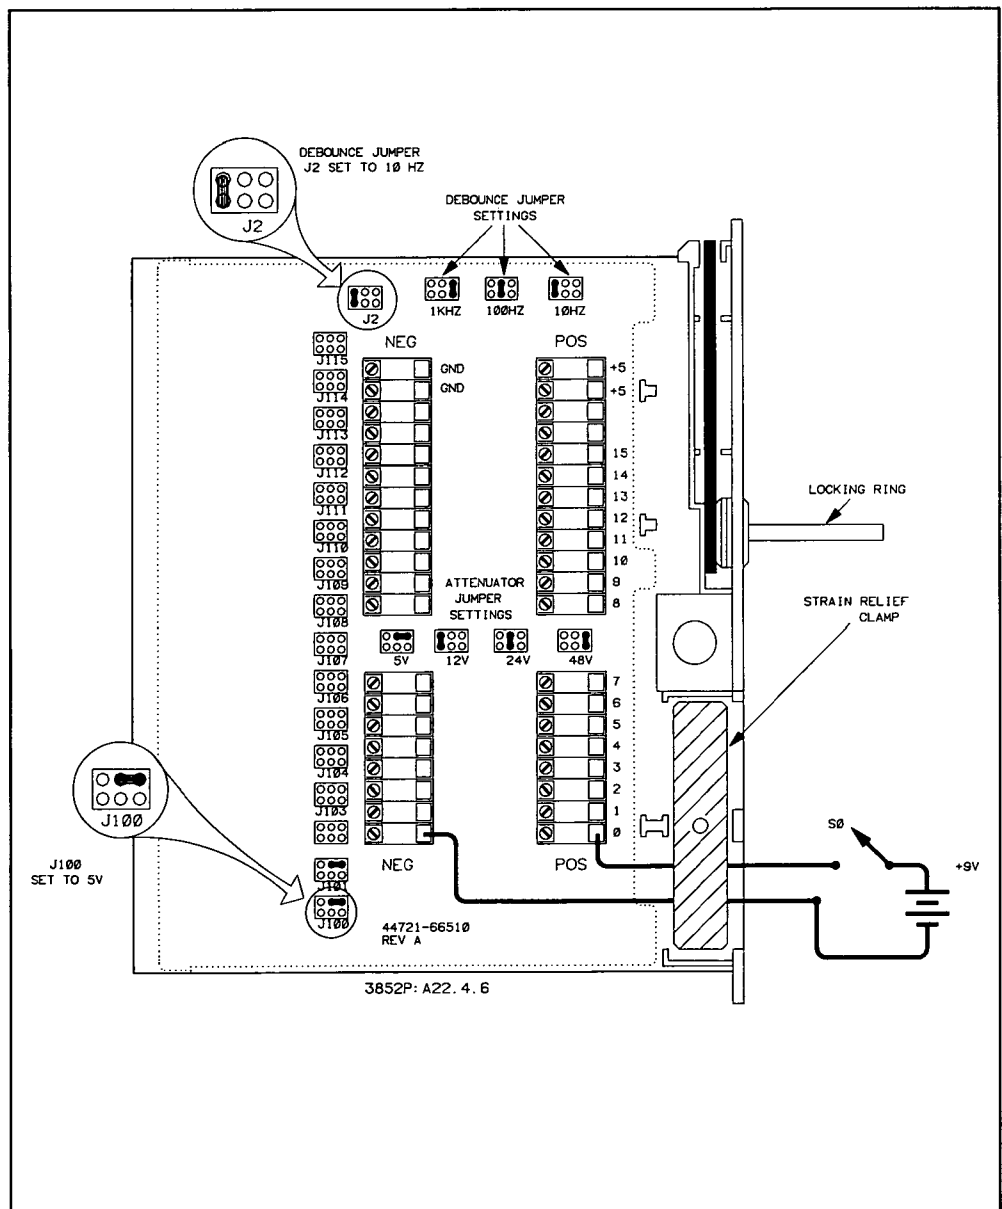 DEBOUNCE JUMPER
J2 SET TO 10 HZ
J2
DEBOUNCE JUMPER
SETTINGS
J2
1KHZ
100HZ
10HZ
NEG
POS
J115
J114
J113
J112
J111
J110
J109
J108
J107
J106
J105
J104
J103
J101
J100
GND
GND
+5
+5
15
14
13
12
11
10
9
8
ATTENUATOR
JUMPER
SETTINGS
5V
12V
24V
48V
7
6
5
4
3
2
1
0
NEG
POS
LOCKING RING
STRAIN RELIEF
CLAMP
J100
J100
SET TO 5V
S0
+9V
44721-66510
REV A
3852P: A22.4.6